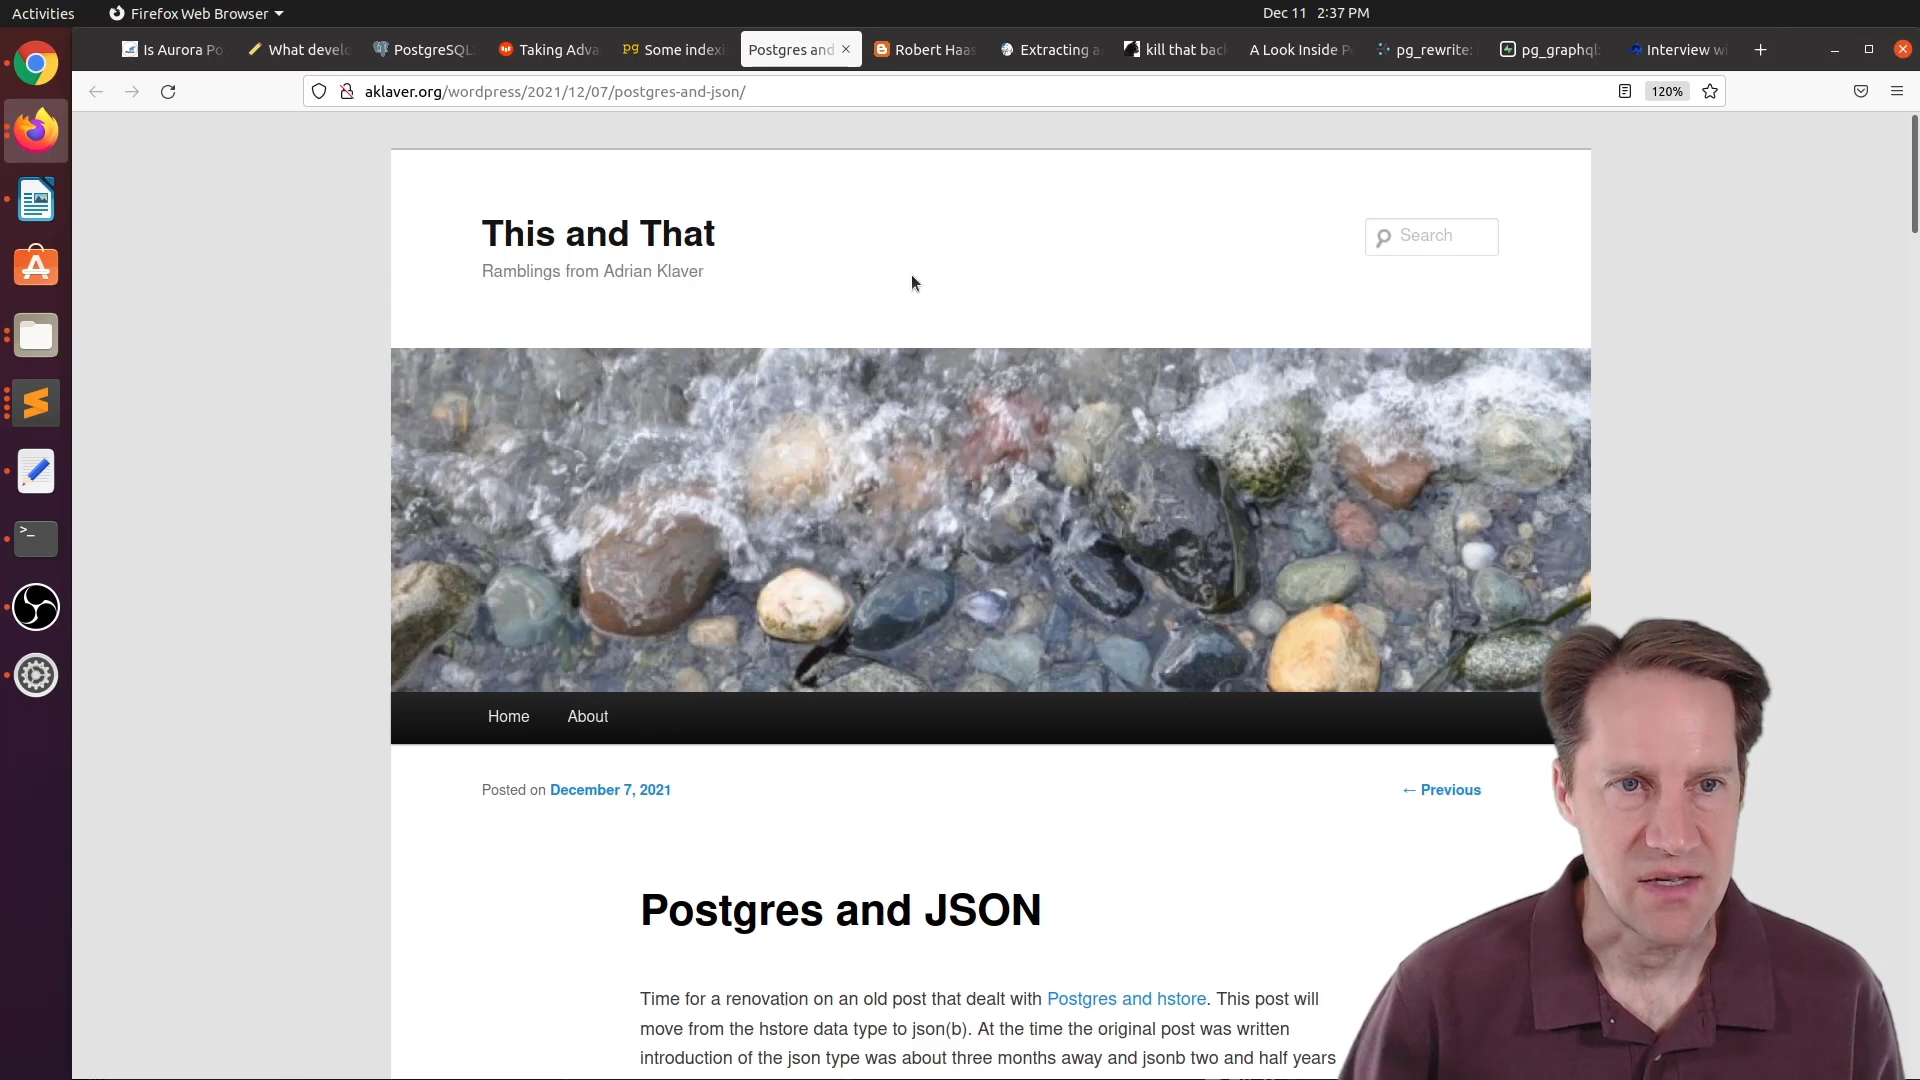 Activities
Firefox Web Browser
Dec 11 2:37 PM
Is Aurora Po
What develo
PostgreSQL
Taking Adva
Some indexi
Postgres and
Robert Haas
Extracting a
kill that bac
A Look Inside P
pg_rewrite:
pg_graphql:
Interview wi
aklaver.org/wordpress/2021/12/07/postgres-and-json/
120%
This and That
Ramblings from Adrian Klaver
Search
Home
About
Posted on December 7, 2021
← Previous
Postgres and JSON
Time for a renovation on an old post that dealt with Postgres and hstore. This post will
move from the hstore data type to json(b). At the time the original post was written
introduction of the json type was about three months away and jsonb two and half years